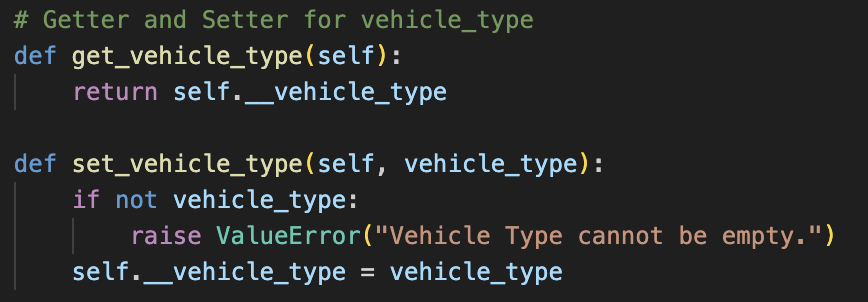 # Getter and Setter for vehicle_type
def get_vehicle_type(self):
    return self.__vehicle_type

def set_vehicle_type(self, vehicle_type):
    if not vehicle_type:
        raise ValueError("Vehicle Type cannot be empty.")
    self.__vehicle_type = vehicle_type